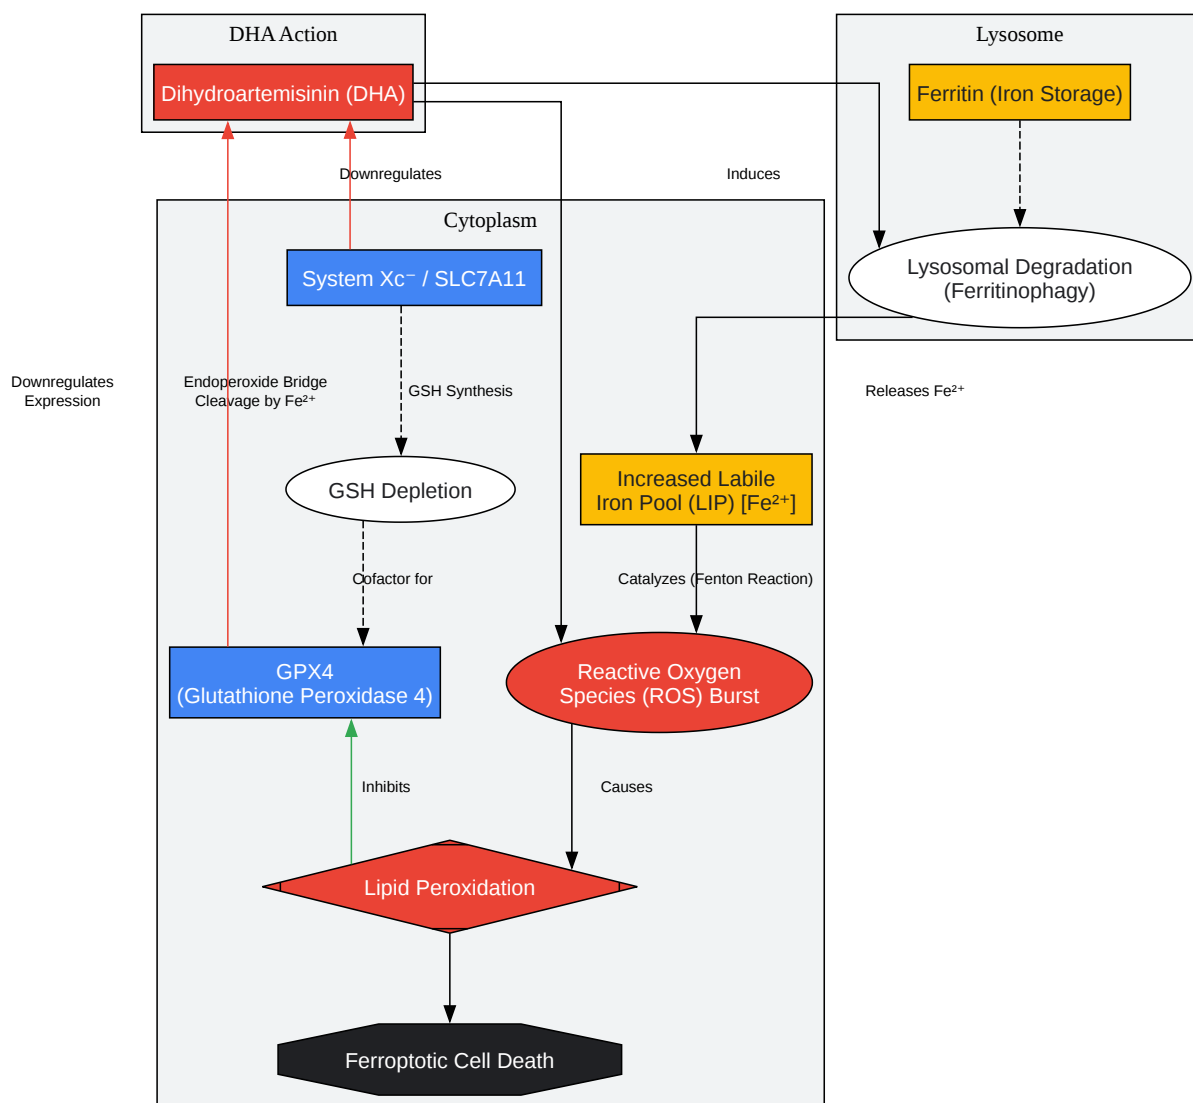 DHA Action
Lysosome
Dihydroartemisinin (DHA)
Ferritin (Iron Storage)
Downregulates
Induces
Cytoplasm
System Xc⁻ / SLC7A11
Lysosomal Degradation
(Ferritinophagy)
Downregulates
Expression
Endoperoxide Bridge
Cleavage by Fe²⁺
GSH Synthesis
Releases Fe²⁺
GSH Depletion
Increased Labile
Iron Pool (LIP) [Fe²⁺]
Cofactor for
Catalyzes (Fenton Reaction)
GPX4
(Glutathione Peroxidase 4)
Reactive Oxygen
Species (ROS) Burst
Inhibits
Causes
Lipid Peroxidation
Ferroptotic Cell Death